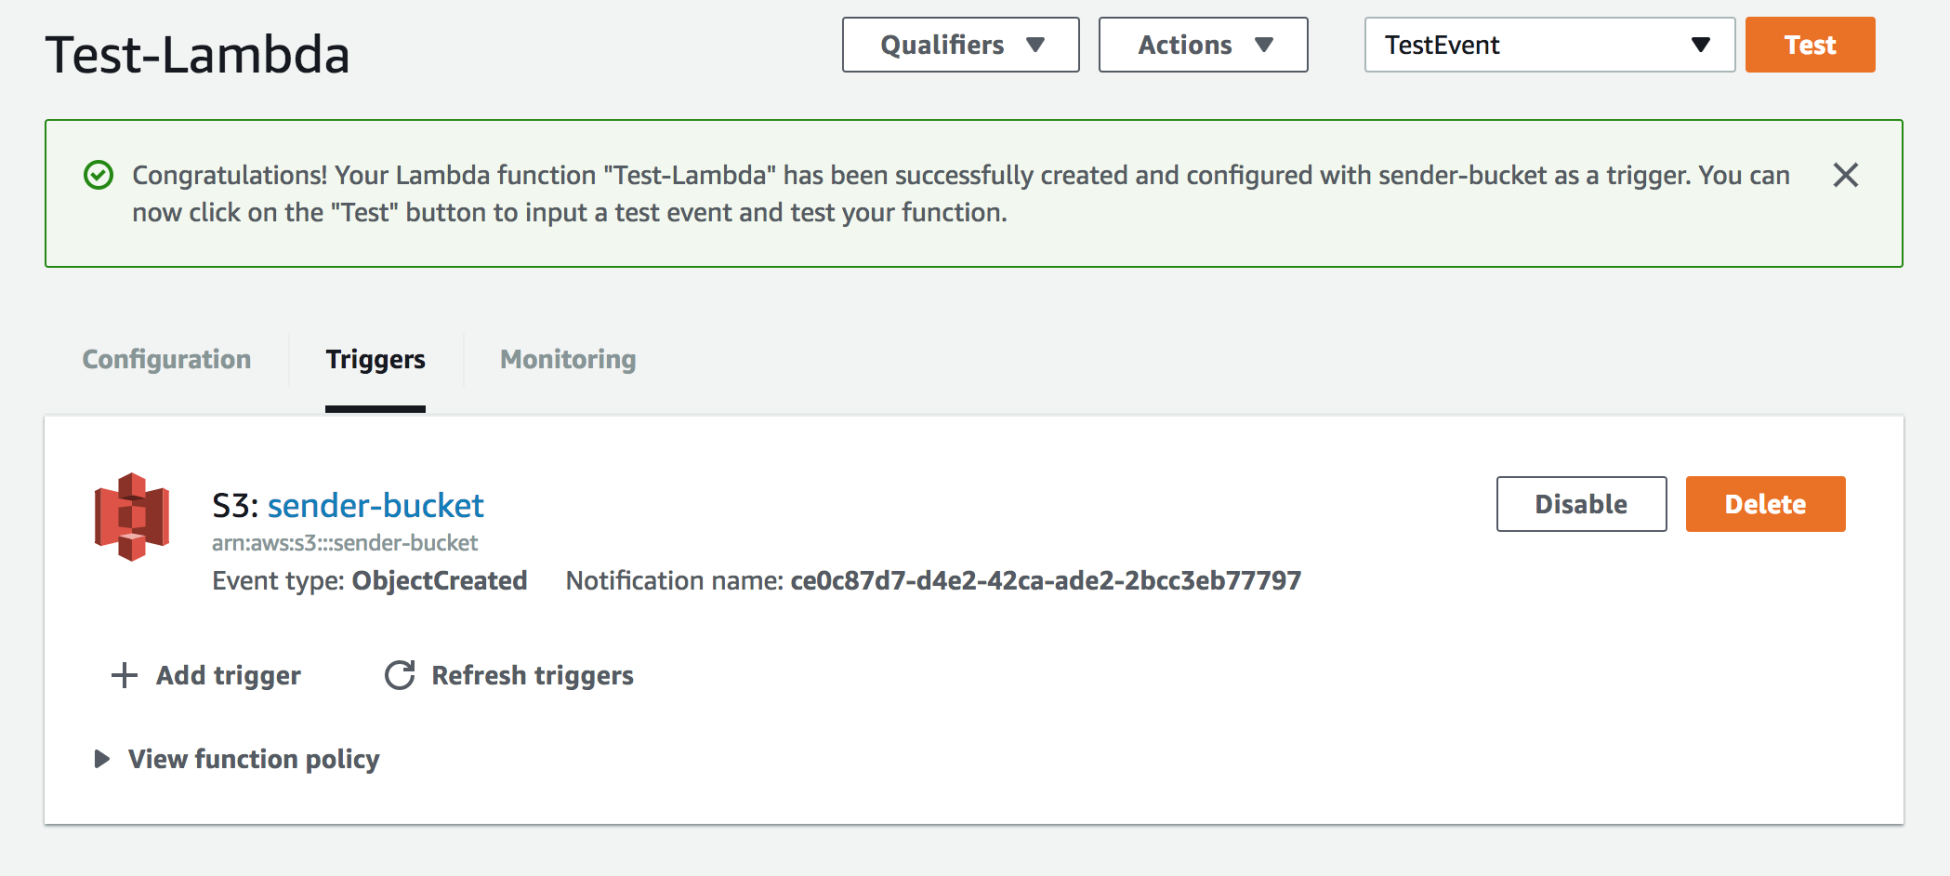 Test-Lambda
Qualifiers
Actions
TestEvent
Test
Congratulations! Your Lambda function "Test-Lambda" has been successfully created and configured with sender-bucket as a trigger. You can
now click on the "Test" button to input a test event and test your function.
Configuration
Triggers
Monitoring
S3: sender-bucket
Disable
Delete
arn:aws:s3:::sender-bucket
Event type: ObjectCreated
Notification name: ce0c87d7-d4e2-42ca-ade2-2bcc3eb77797
Add trigger
Refresh triggers
View function policy